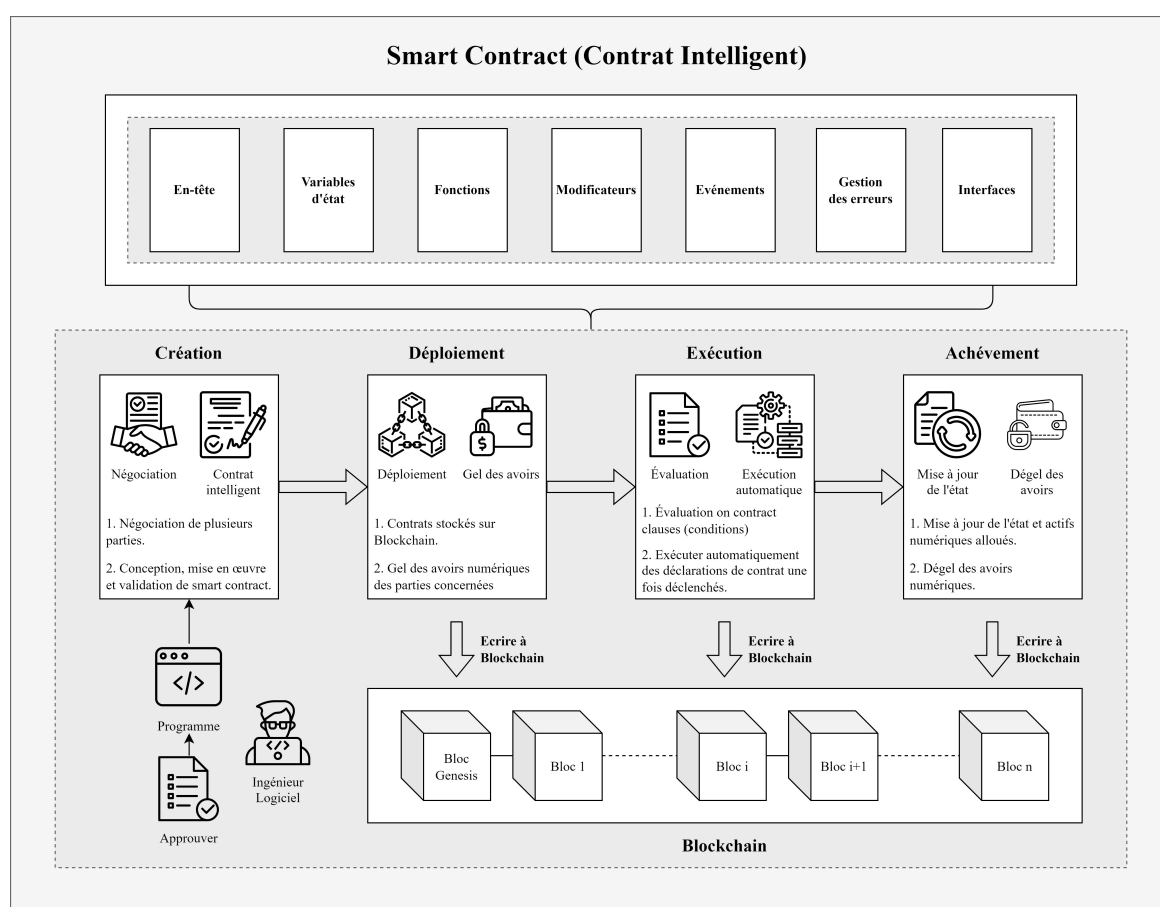 Smart Contract (Contrat Intelligent)
En-tête
Variables
d'état
Fonctions
Modificateurs
Evénements
Gestion
des erreurs
Interfaces
Création
Négociation
Contrat
intelligent
1. Négociation de plusieurs
parties.
2. Conception, mise en œuvre
et validation de smart contract.
Déploiement
Déploiement
Gel des avoirs
$
1. Contrats stockés sur
Blockchain.
2. Gel des avoirs numériques
des parties concernées
Exécution
Évaluation
Exécution
automatique
1. Évaluation on contract
clauses (conditions)
2. Exécuter automatiquement
des déclarations de contrat une
fois déclenchés.
Achévement
Mise à jour
de l'état
Dégel des
avoirs
1. Mise à jour de l'état et actifs
numériques alloués.
2. Dégel des avoirs
numériques.
Ecrire à
Blockchain
Ecrire à
Blockchain
Ecrire à
Blockchain
</>
Programme
</>
Ingénieur
Logiciel
Approuver
Bloc
Genesis
Bloc 1
Bloc i
Bloc i+1
Bloc n
Blockchain